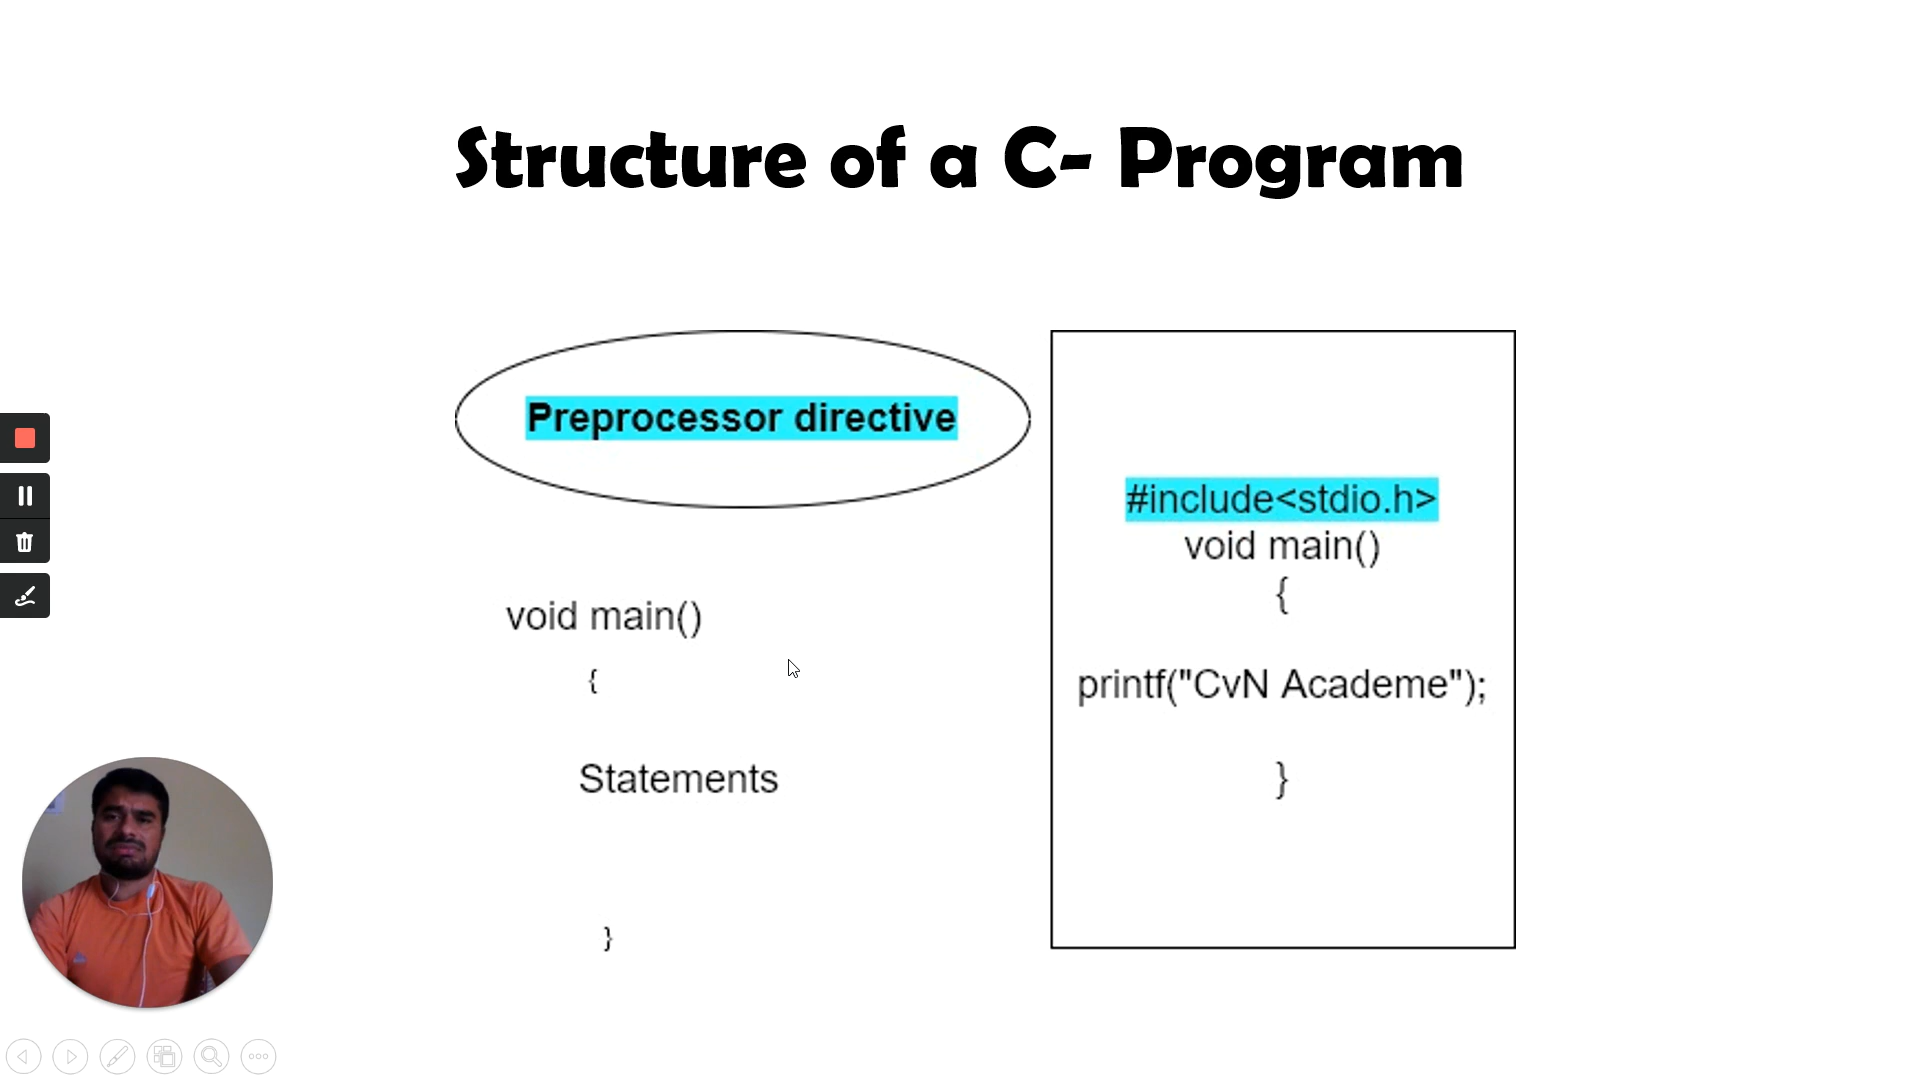 Structure of a C- Program
Preprocessor directive
void main()
{
Statements
}
#include<stdio.h>
void main()
{
printf("CvN Academe");
}